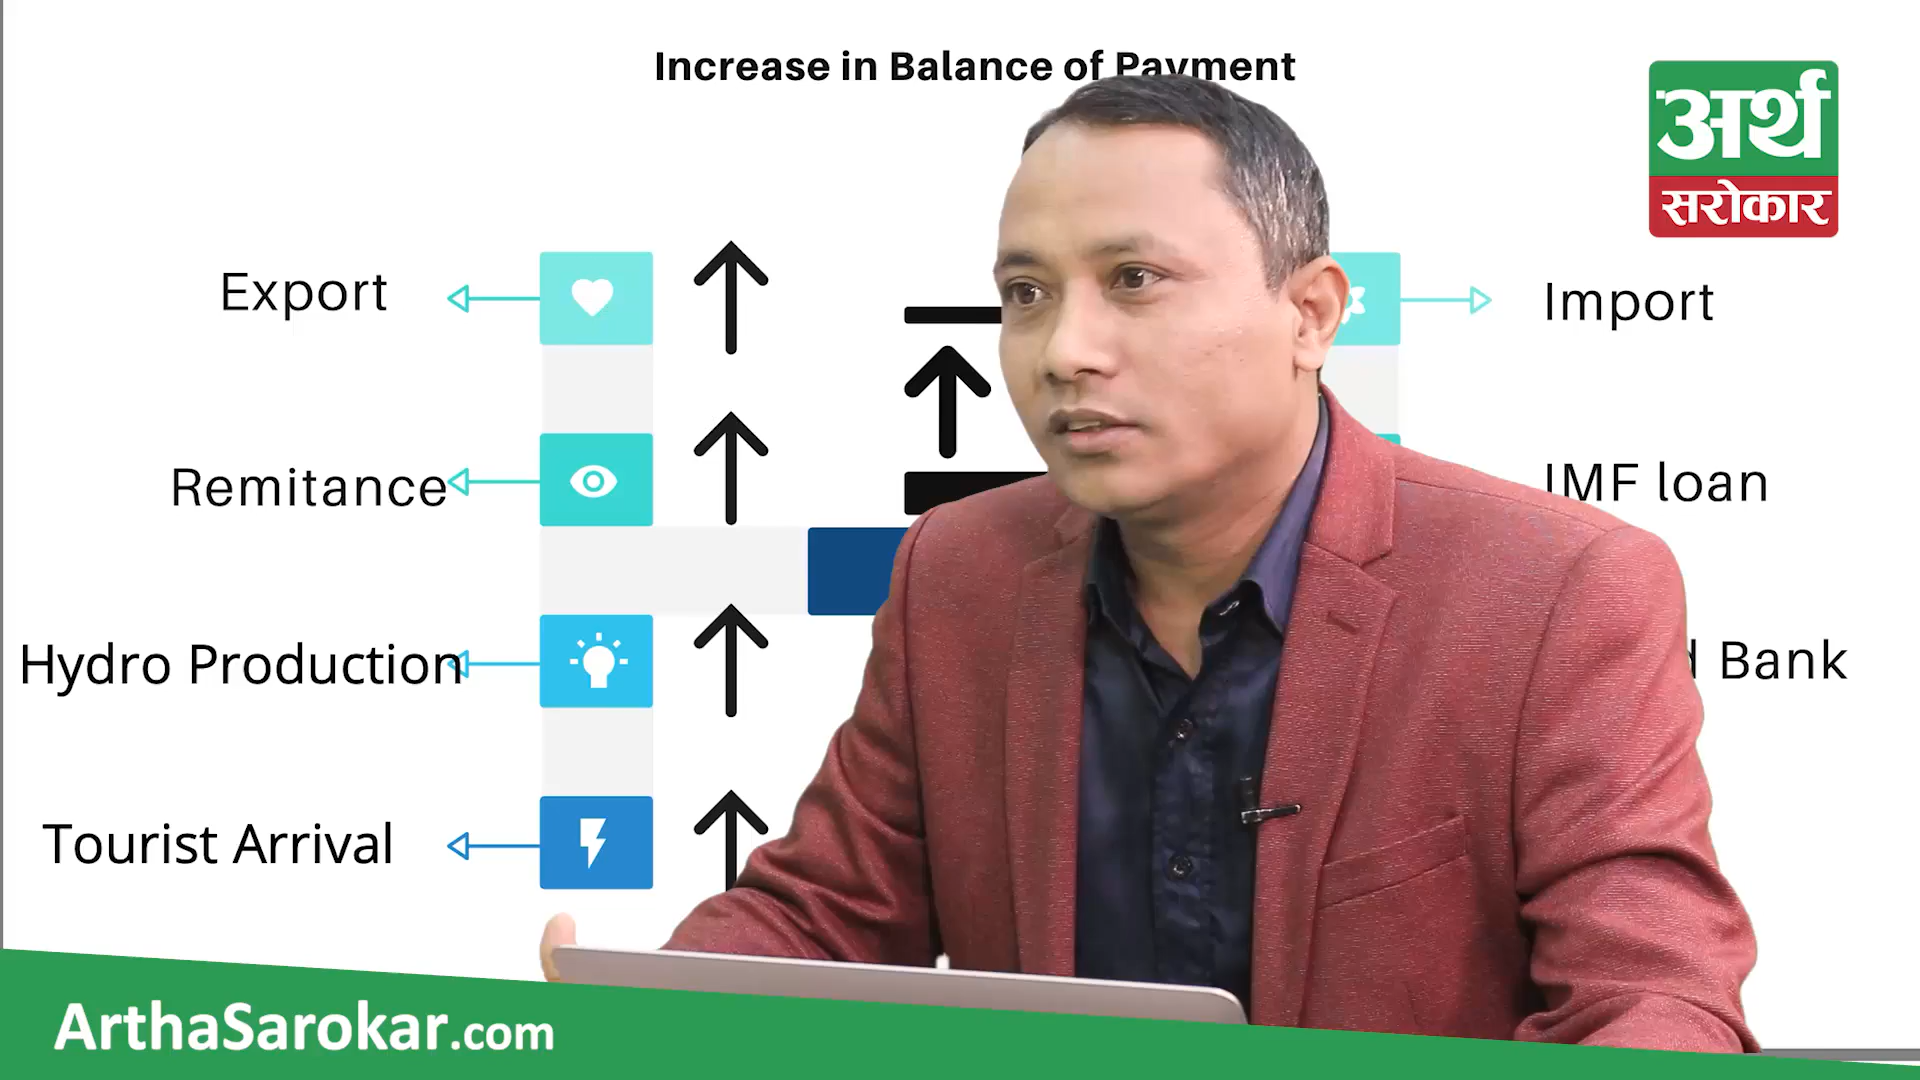 Increase in Balance of Payment
अर्थ
सरोकार
Export
Import
Remitance
IMF loan
Hydro Production
Bank
Tourist Arrival
ArthaSarokar.com